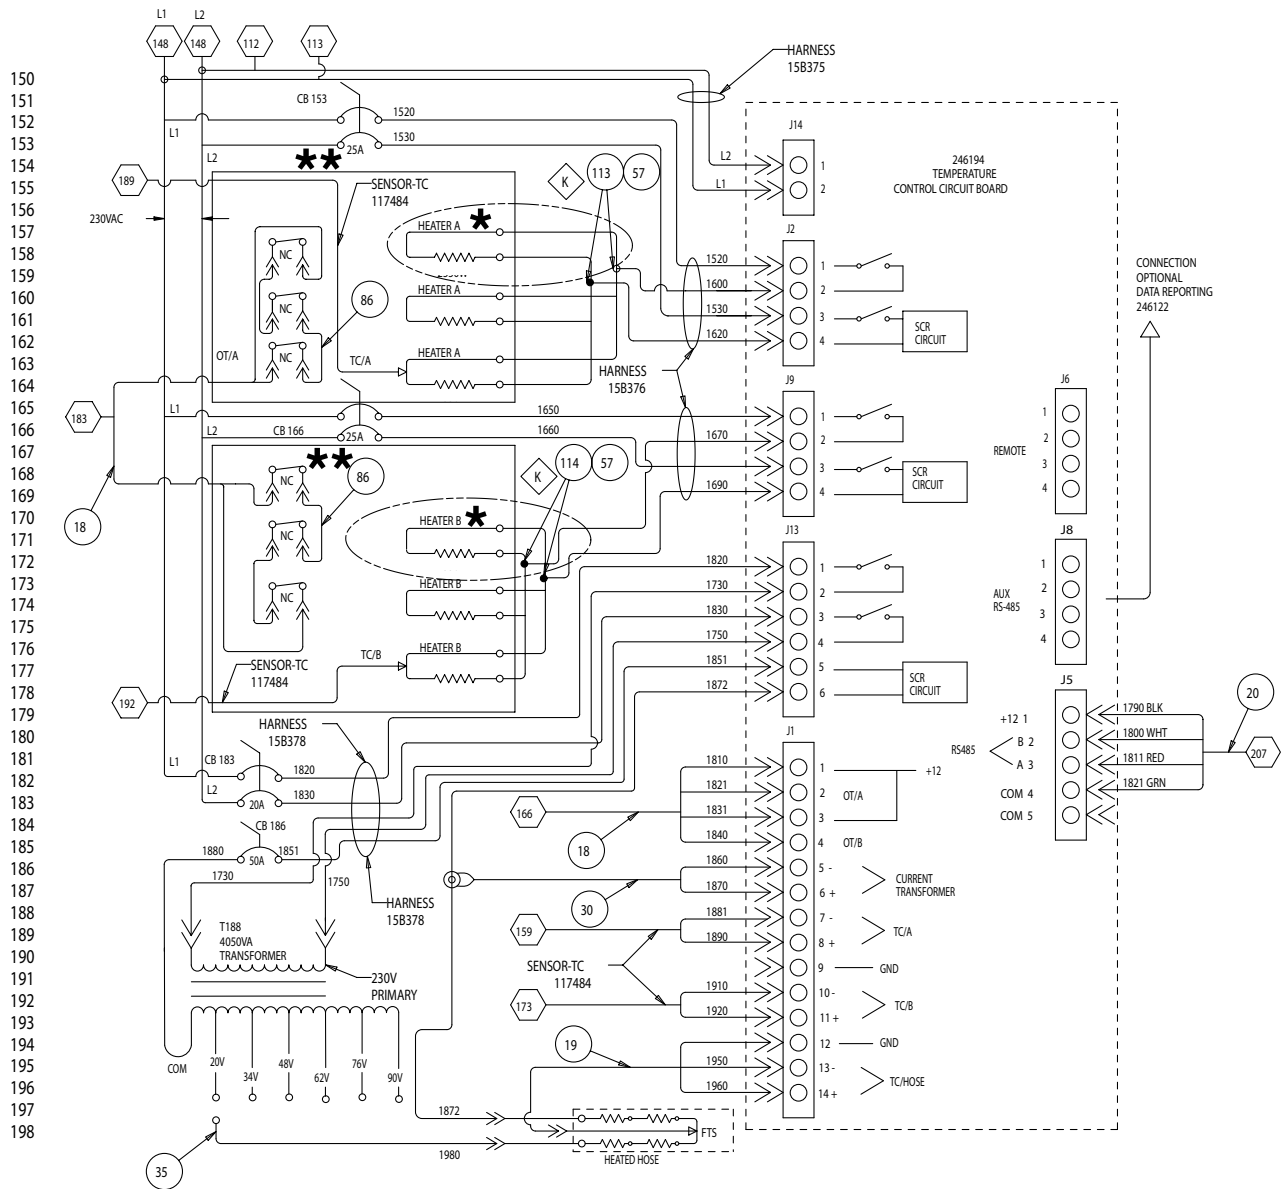 L1 L2
148 148 112 113
HARNESS
15B375
150
151
152
153
154
155
156
157
158
159
160
161
162
163
164
165
166
167
168
169
170
171
172
173
174
175
176
177
178
179
180
181
182
183
184
185
186
187
188
189
190
191
192
193
194
195
196
197
198
CB 153
1520
L1
1530
25A
L2
**
189
SENSOR-TC
117484
K 113 57
230VAC
HEATER A *
NC
HEATER A
NC
86
NC
OT/A
HEATER A
TC/A
HARNESS
15B376
183
L1
1650
L2 CB 166 25A
1660
**
K 114 57
NC
86
18
HEATER B *
NC
HEATER B
NC
HEATER B
TC/B
SENSOR-TC
117484
192
HARNESS
15B378
L1 CB 183 1820
L2 20A 1830
CB 186
1880 50A 1851
1730 1750
HARNESS
15B378
T188
4050VA
TRANSFORMER
230V
PRIMARY
COM 20V 34V 48V 62V 76V 90V
35
1872
1980
FTS
HEATED HOSE
246194
TEMPERATURE
CONTROL CIRCUIT BOARD
J14
L2 1
L1 2
J2
1520 1
1600 2
1530 3
1620 4
SCR
CIRCUIT
J9
1
1670 2
3
1690 4
SCR
CIRCUIT
J13
1820 1
1730 2
1830 3
1750 4
1851 5
1872 6
SCR
CIRCUIT
J1
1810 1 +12
1821 2 OT/A
1831 3
1840 4 OT/B
1860 5 -
1870 6 +
CURRENT
TRANSFORMER
1881 7 -
1890 8 +
TC/A
9 GND
1910 10 -
1920 11 +
TC/B
12 GND
1950 13 -
1960 14 +
TC/HOSE
166
18
30
159
SENSOR-TC
117484
173
19
CONNECTION
OPTIONAL
DATA REPORTING
246122
J6
REMOTE
1
2
3
4
J8
AUX
RS-485
1
2
3
4
J5
RS485
+12 1 1790 BLK
B 2 1800 WHT
A 3 1811 RED
COM 4 1821 GRN
COM 5
20
207